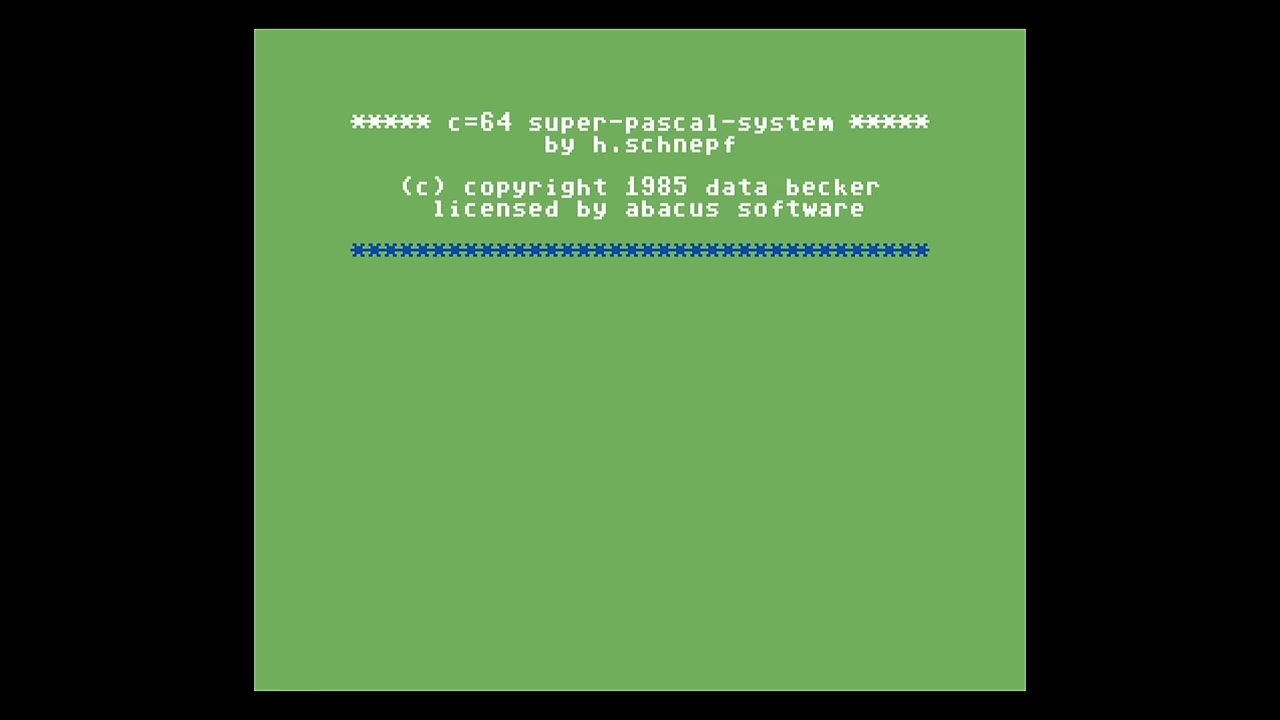 ***** c=64 super-pascal-system *****
by h.schnepf
(c) copyright 1985 data becker
licensed by abacus software
************************************